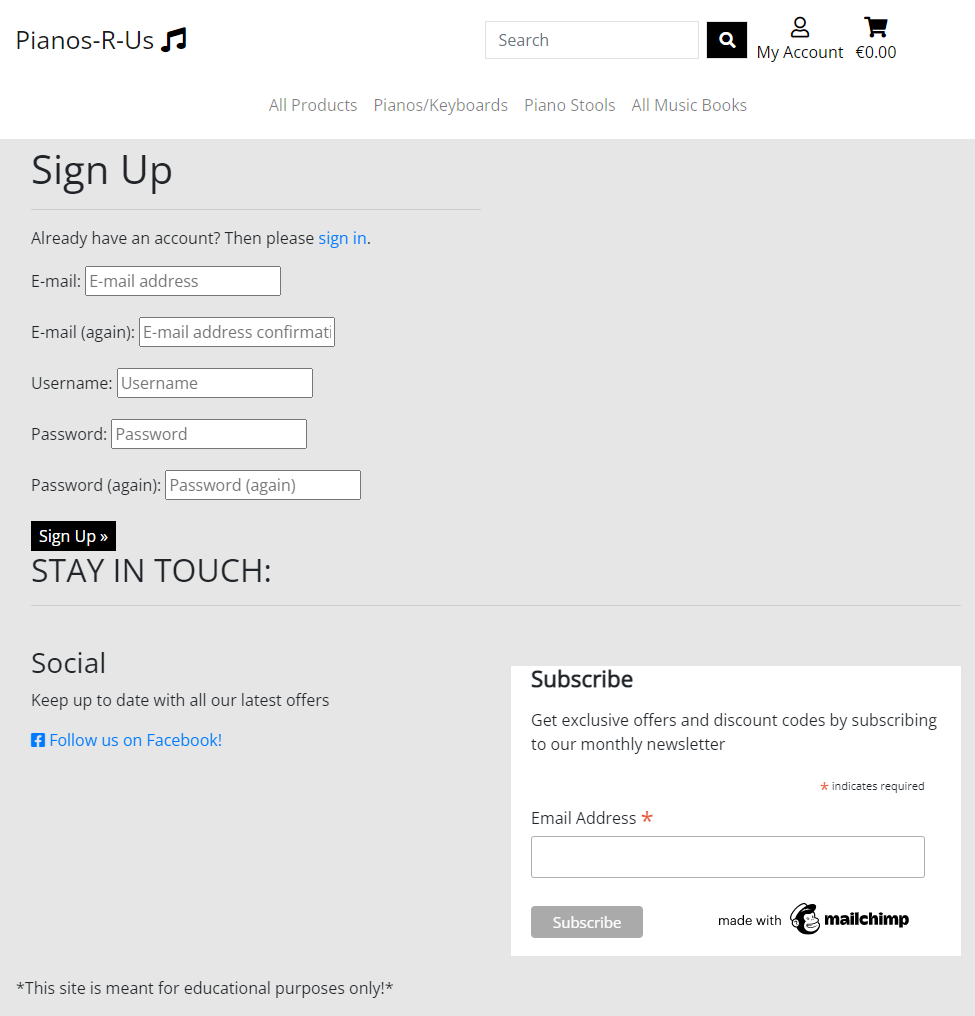 Pianos-R-Us
Search
My Account
€0.00
All Products Pianos/Keyboards Piano Stools All Music Books
Sign Up
Already have an account? Then please sign in.
E-mail: E-mail address
E-mail (again): E-mail address confirmati
Username: Username
Password: Password
Password (again): Password (again)
Sign Up »
STAY IN TOUCH:
Social
Keep up to date with all our latest offers
Follow us on Facebook!
Subscribe
Get exclusive offers and discount codes by subscribing
to our monthly newsletter
* indicates required
Email Address *
Subscribe
made with mailchimp
*This site is meant for educational purposes only!*